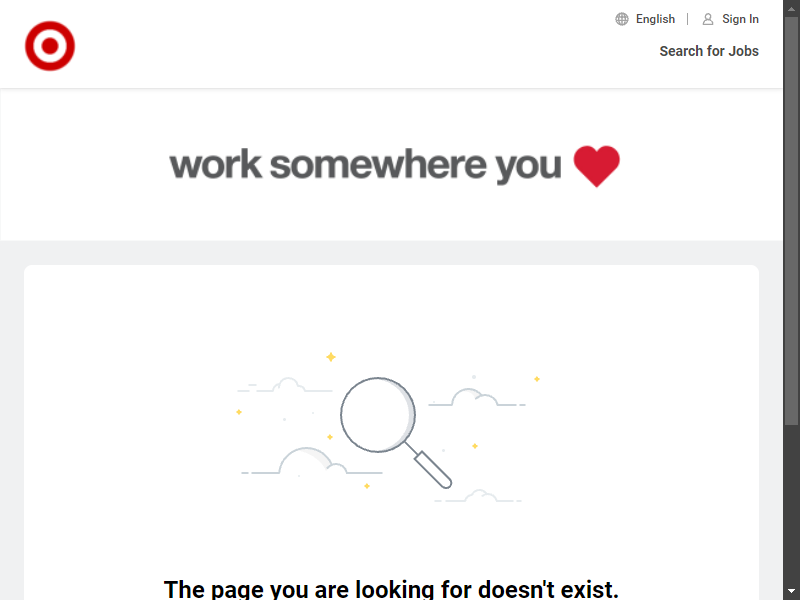 English | Sign In
Search for Jobs
work somewhere you
The page you are looking for doesn't exist.